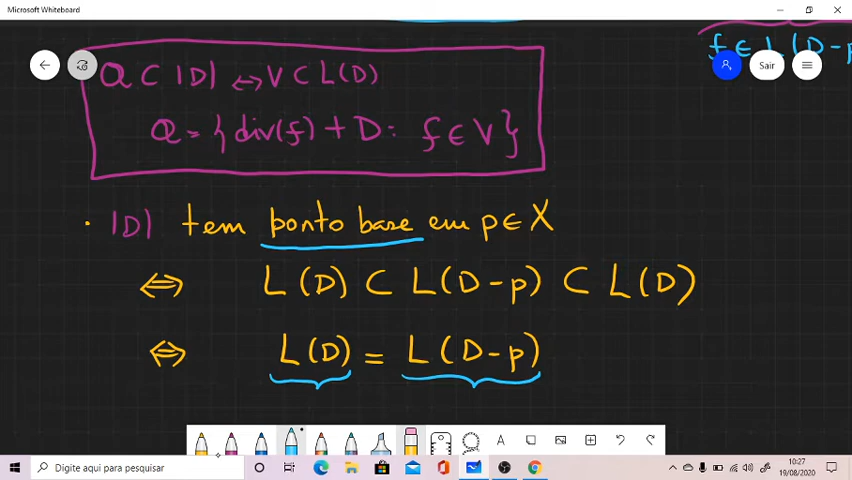 Microsoft Whiteboard
f ∈ L(D-p
Sair
Q ⊂ |D| ↔ V ⊂ L(D)
Q = { div(f) + D : f ∈ V }
· |D| tem ponto base em p ∈ X
⇔ L(D) ⊂ L(D-p) ⊂ L(D)
⇔ L(D) = L(D-p)
A
Digite aqui para pesquisar
10:27
19/08/2020